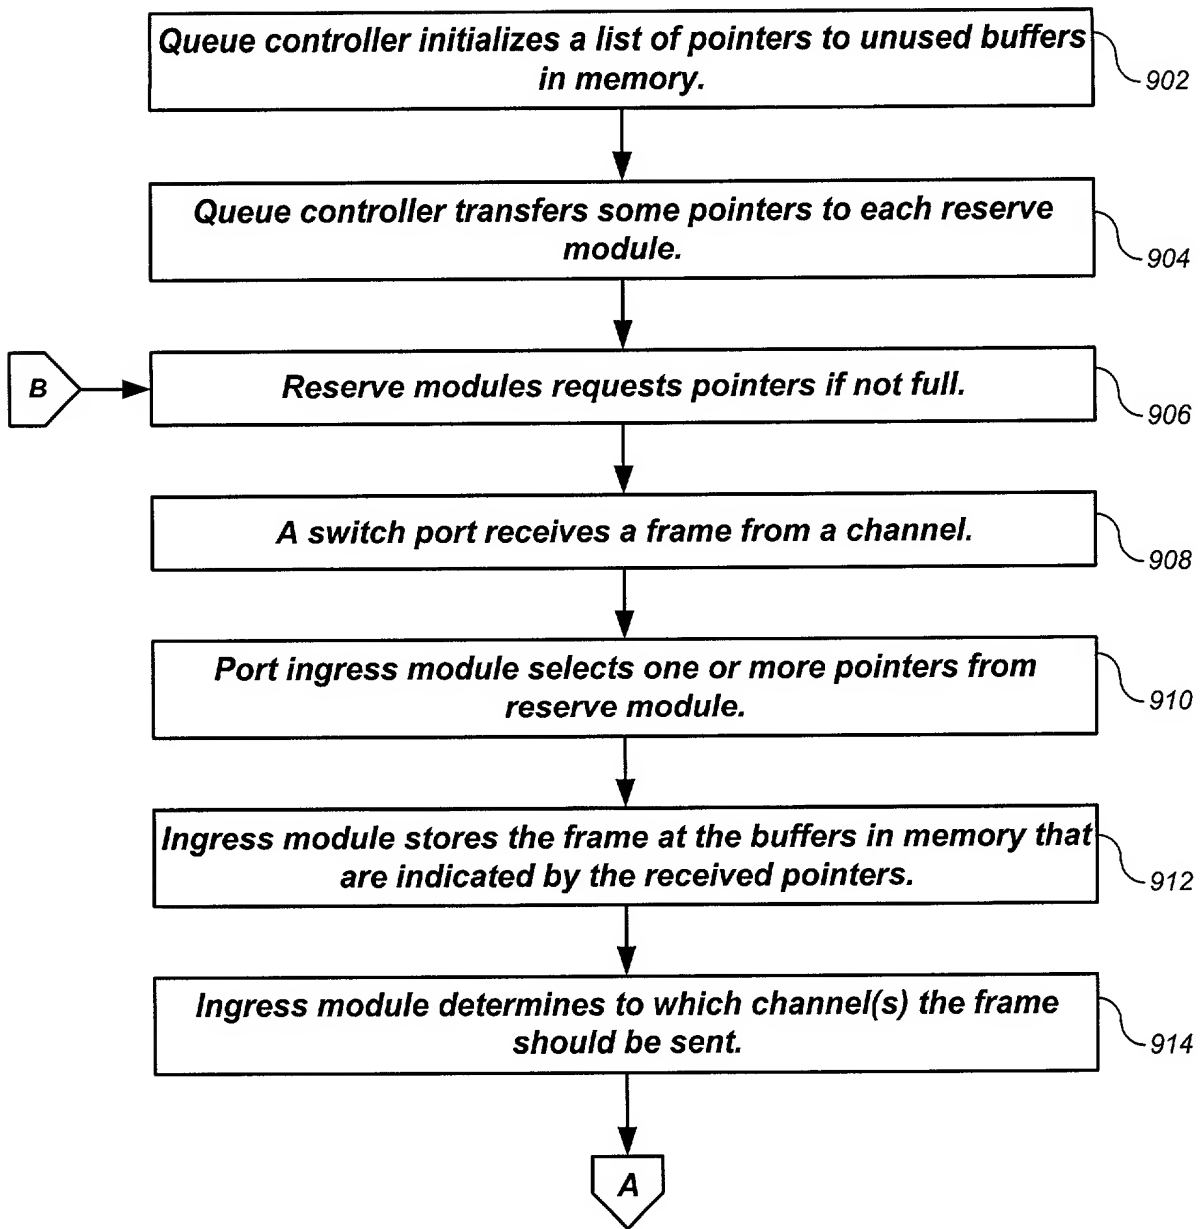 Queue controller initializes a list of pointers to unused buffers
in memory.
902
Queue controller transfers some pointers to each reserve
module.
904
B
Reserve modules requests pointers if not full.
906
A switch port receives a frame from a channel.
908
Port ingress module selects one or more pointers from
reserve module.
910
Ingress module stores the frame at the buffers in memory that
are indicated by the received pointers.
912
Ingress module determines to which channel(s) the frame
should be sent.
914
A